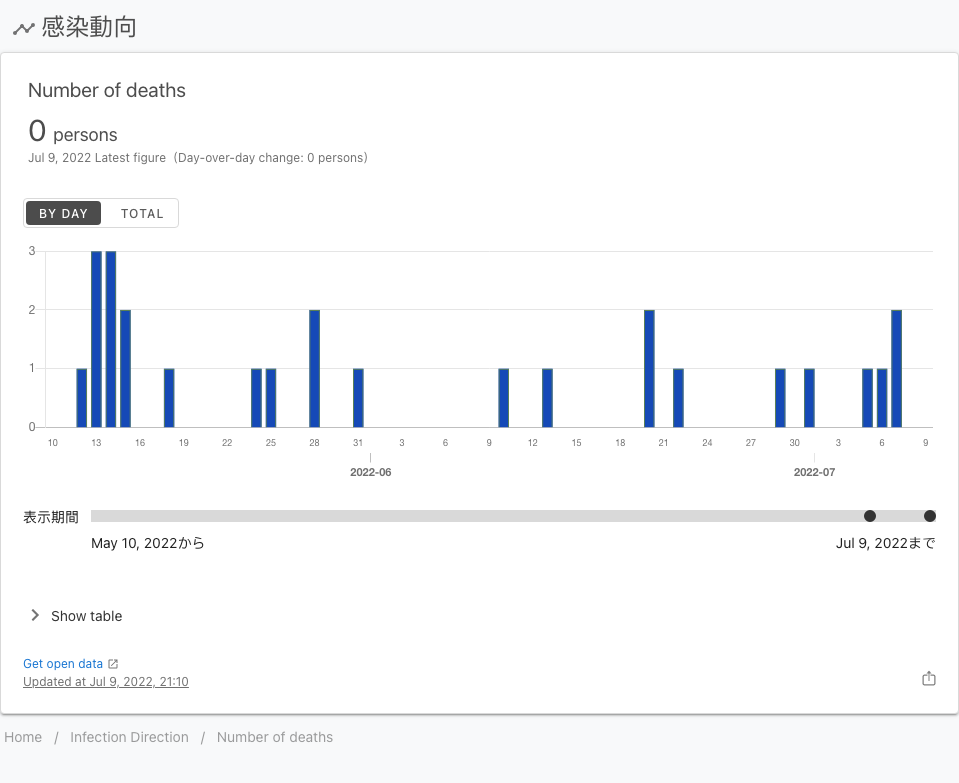 感染動向
Number of deaths
0 persons
Jul 9, 2022 Latest figure (Day-over-day change: 0 persons)
BY DAY TOTAL
3
2
1
0
10 13 16 19 22 25 28 31 3 6 9 12 15 18 21 24 27 30 3 6 9
2022-06 2022-07
表示期間
May 10, 2022から Jul 9, 2022まで
Show table
Get open data
Updated at Jul 9, 2022, 21:10
Home / Infection Direction / Number of deaths